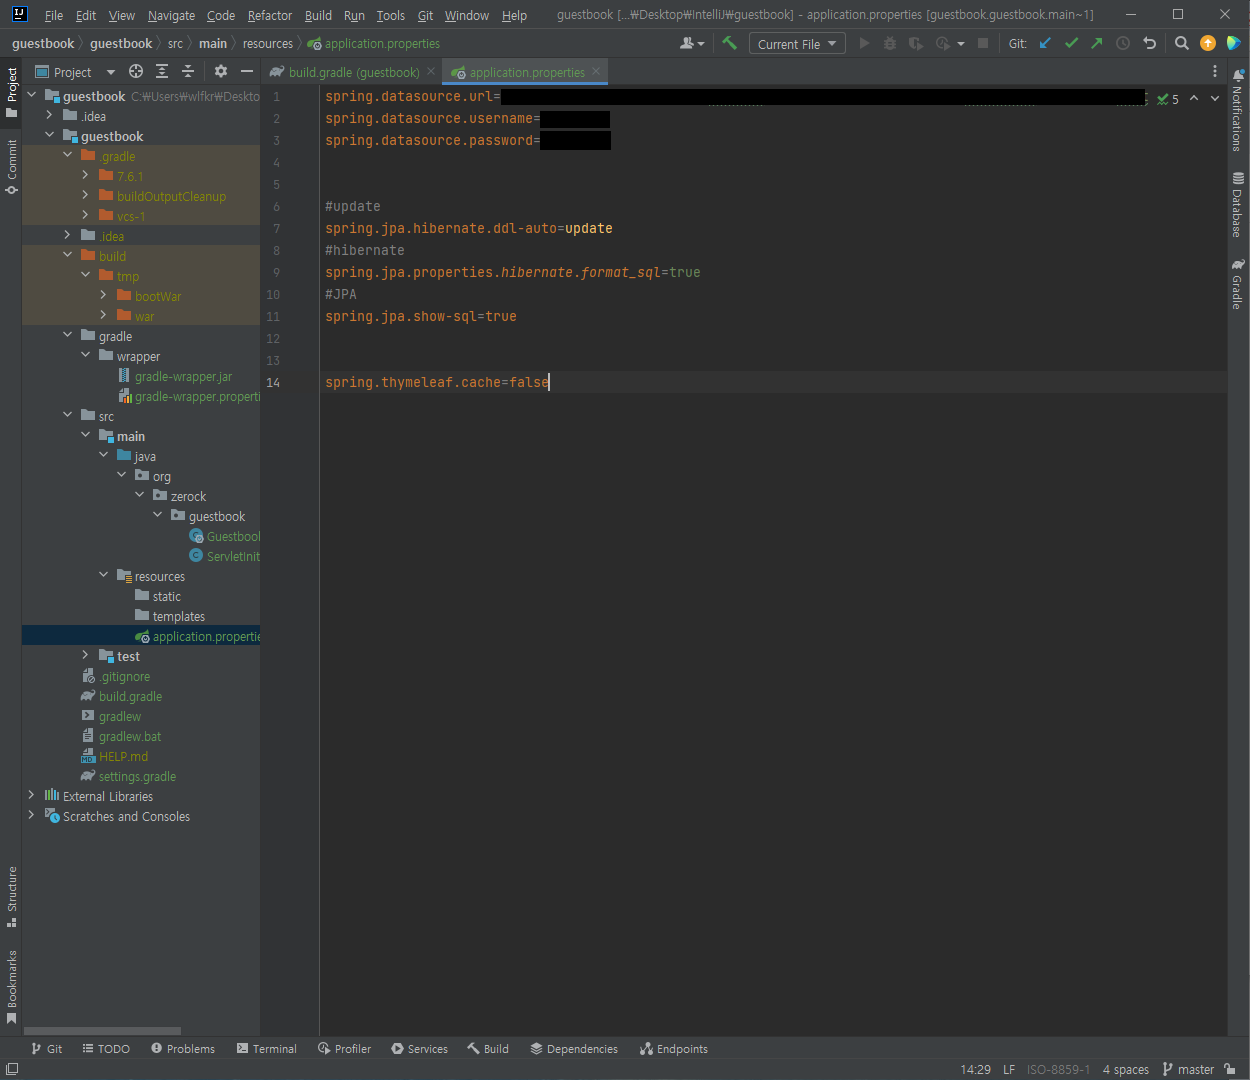 File Edit View Navigate Code Refactor Build Run Tools Git Window Help guestbook [...₩Desktop₩IntelliJ₩guestbook] - application.properties [guestbook.guestbook.main~1]
guestbook guestbook src main resources application.properties Current File Git:
Project Project build.gradle (guestbook) application.properties
guestbook C:₩Users₩wlfkr₩Deskto
.idea
guestbook
.gradle
7.6.1
buildOutputCleanup
vcs-1
.idea
build
tmp
bootWar
war
gradle
wrapper
gradle-wrapper.jar
gradle-wrapper.properti
src
main
java
org
zerock
guestbook
Guestbool
ServletInit
resources
static
templates
application.propertie
test
.gitignore
build.gradle
gradlew
gradlew.bat
HELP.md
settings.gradle
External Libraries
Scratches and Consoles
Commit
Structure
Bookmarks
1 spring.datasource.url=
2 spring.datasource.username=
3 spring.datasource.password=
4
5
6 #update
7 spring.jpa.hibernate.ddl-auto=update
8 #hibernate
9 spring.jpa.properties.hibernate.format_sql=true
10 #JPA
11 spring.jpa.show-sql=true
12
13
14 spring.thymeleaf.cache=false
5
Notifications
Database
Gradle
Git TODO Problems Terminal Profiler Services Build Dependencies Endpoints
14:29 LF ISO-8859-1 4 spaces master